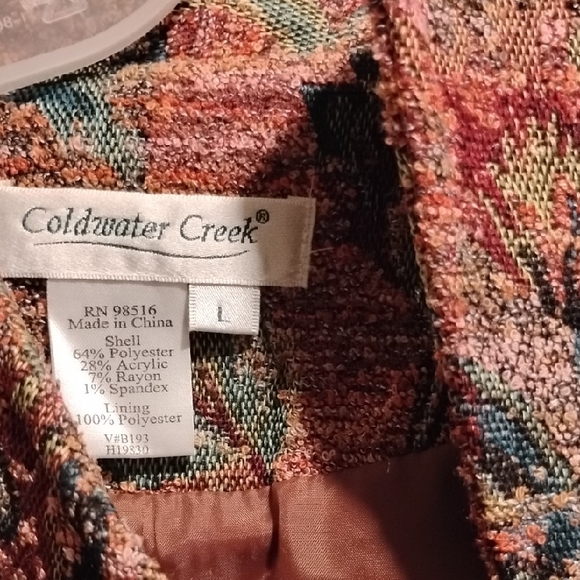 Coldwater Creek®
L
RN 98516
Made in China
Shell
64% Polyester
28% Acrylic
7% Rayon
1% Spandex
Lining
100% Polyester
V#B193
H19830